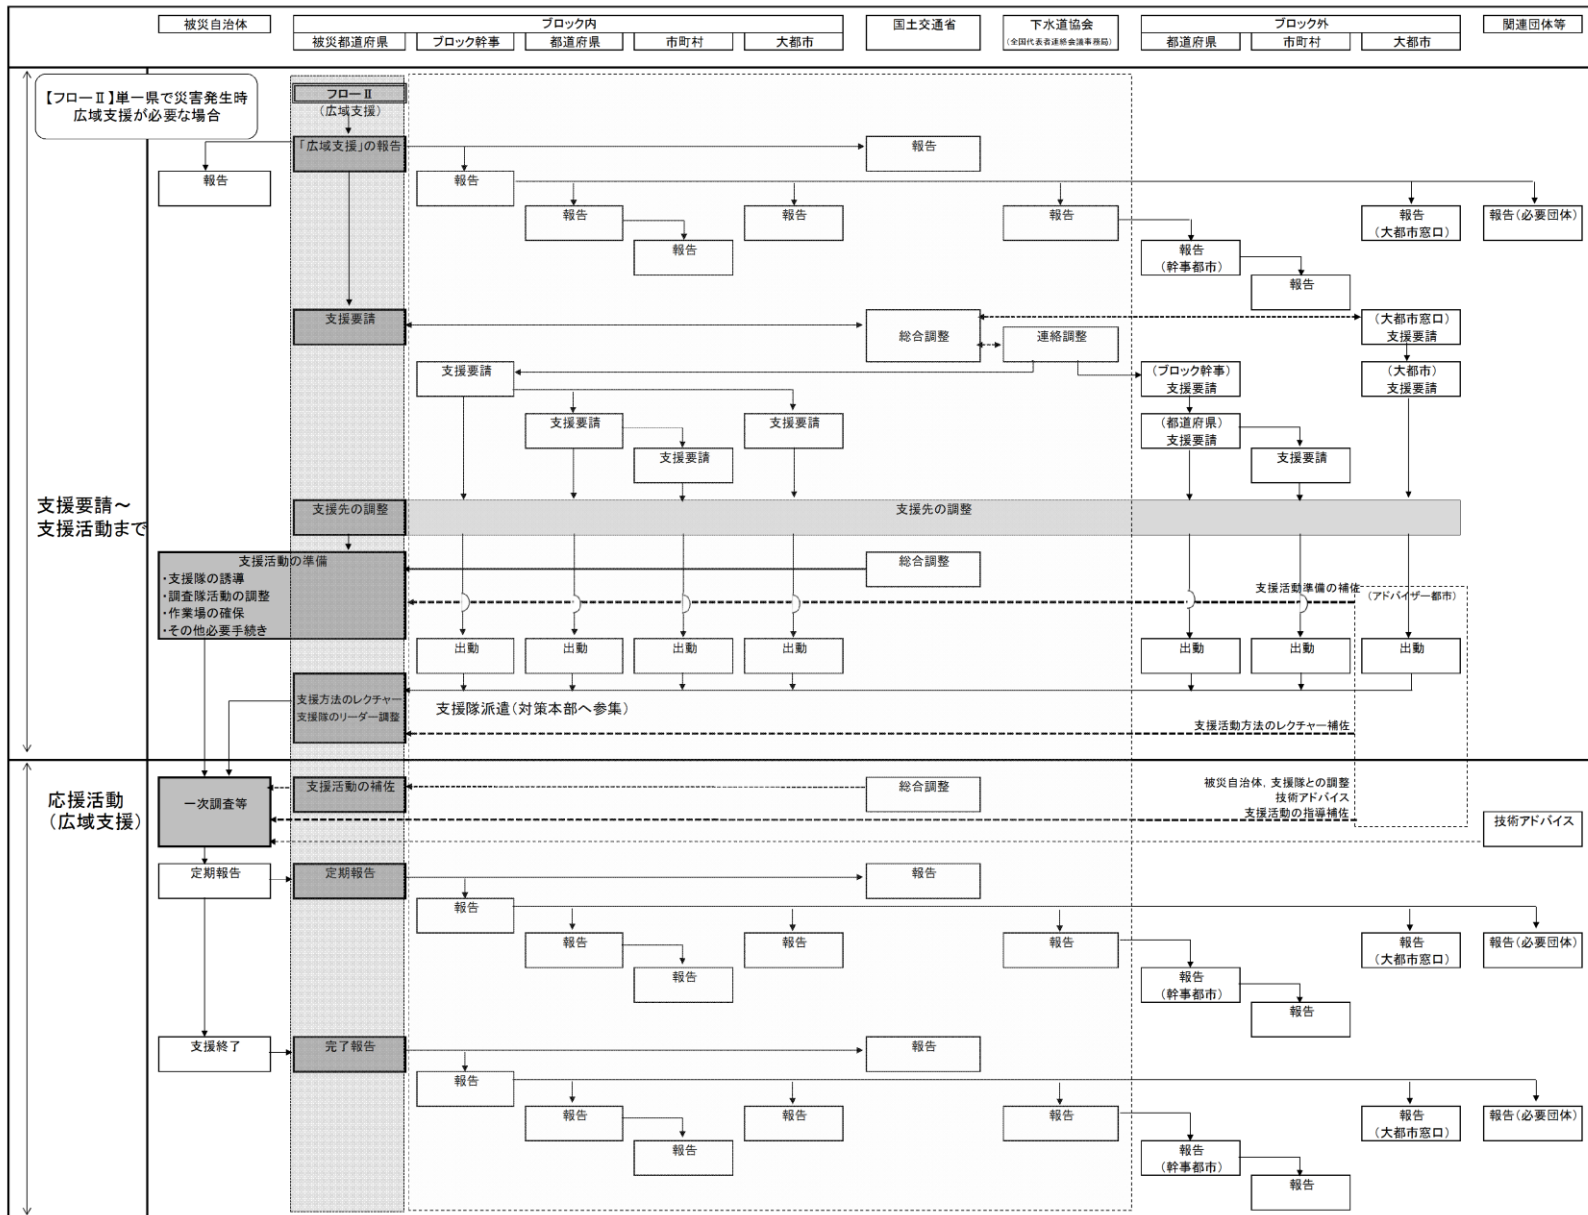 被災自治体
ブロック内
国土交通省
下水道協会
(全国代表者連絡会議事務局)
ブロック外
関連団体等
被災都道府県
ブロック幹事
都道府県
市町村
大都市
都道府県
市町村
大都市
【フローⅡ】単一県で災害発生時
広域支援が必要な場合
フローⅡ
(広域支援)
「広域支援」の報告
報告
報告
報告
報告
報告
報告
報告
報告
(大都市窓口)
報告(必要団体)
報告
報告
(幹事都市)
報告
支援要請
総合調整
連絡調整
(大都市窓口)
支援要請
支援要請
(ブロック幹事)
支援要請
(大都市)
支援要請
支援要請
支援要請
(都道府県)
支援要請
支援要請
支援要請
支援要請~
支援活動まで
支援先の調整
支援先の調整
支援活動の準備
・支援隊の誘導
・調査隊活動の調整
・作業場の確保
・その他必要手続き
総合調整
支援活動準備の補佐
(アドバイザー都市)
出動
出動
出動
出動
出動
出動
出動
支援方法のレクチャー
支援隊のリーダー調整
支援隊派遣(対策本部へ参集)
支援活動方法のレクチャー補佐
応援活動
(広域支援)
一次調査等
支援活動の補佐
総合調整
被災自治体、支援隊との調整
技術アドバイス
支援活動の指導補佐
技術アドバイス
定期報告
定期報告
報告
報告
報告
報告
報告
報告
(大都市窓口)
報告(必要団体)
報告
報告
(幹事都市)
報告
支援終了
完了報告
報告
報告
報告
報告
報告
報告
(大都市窓口)
報告(必要団体)
報告
報告
(幹事都市)
報告